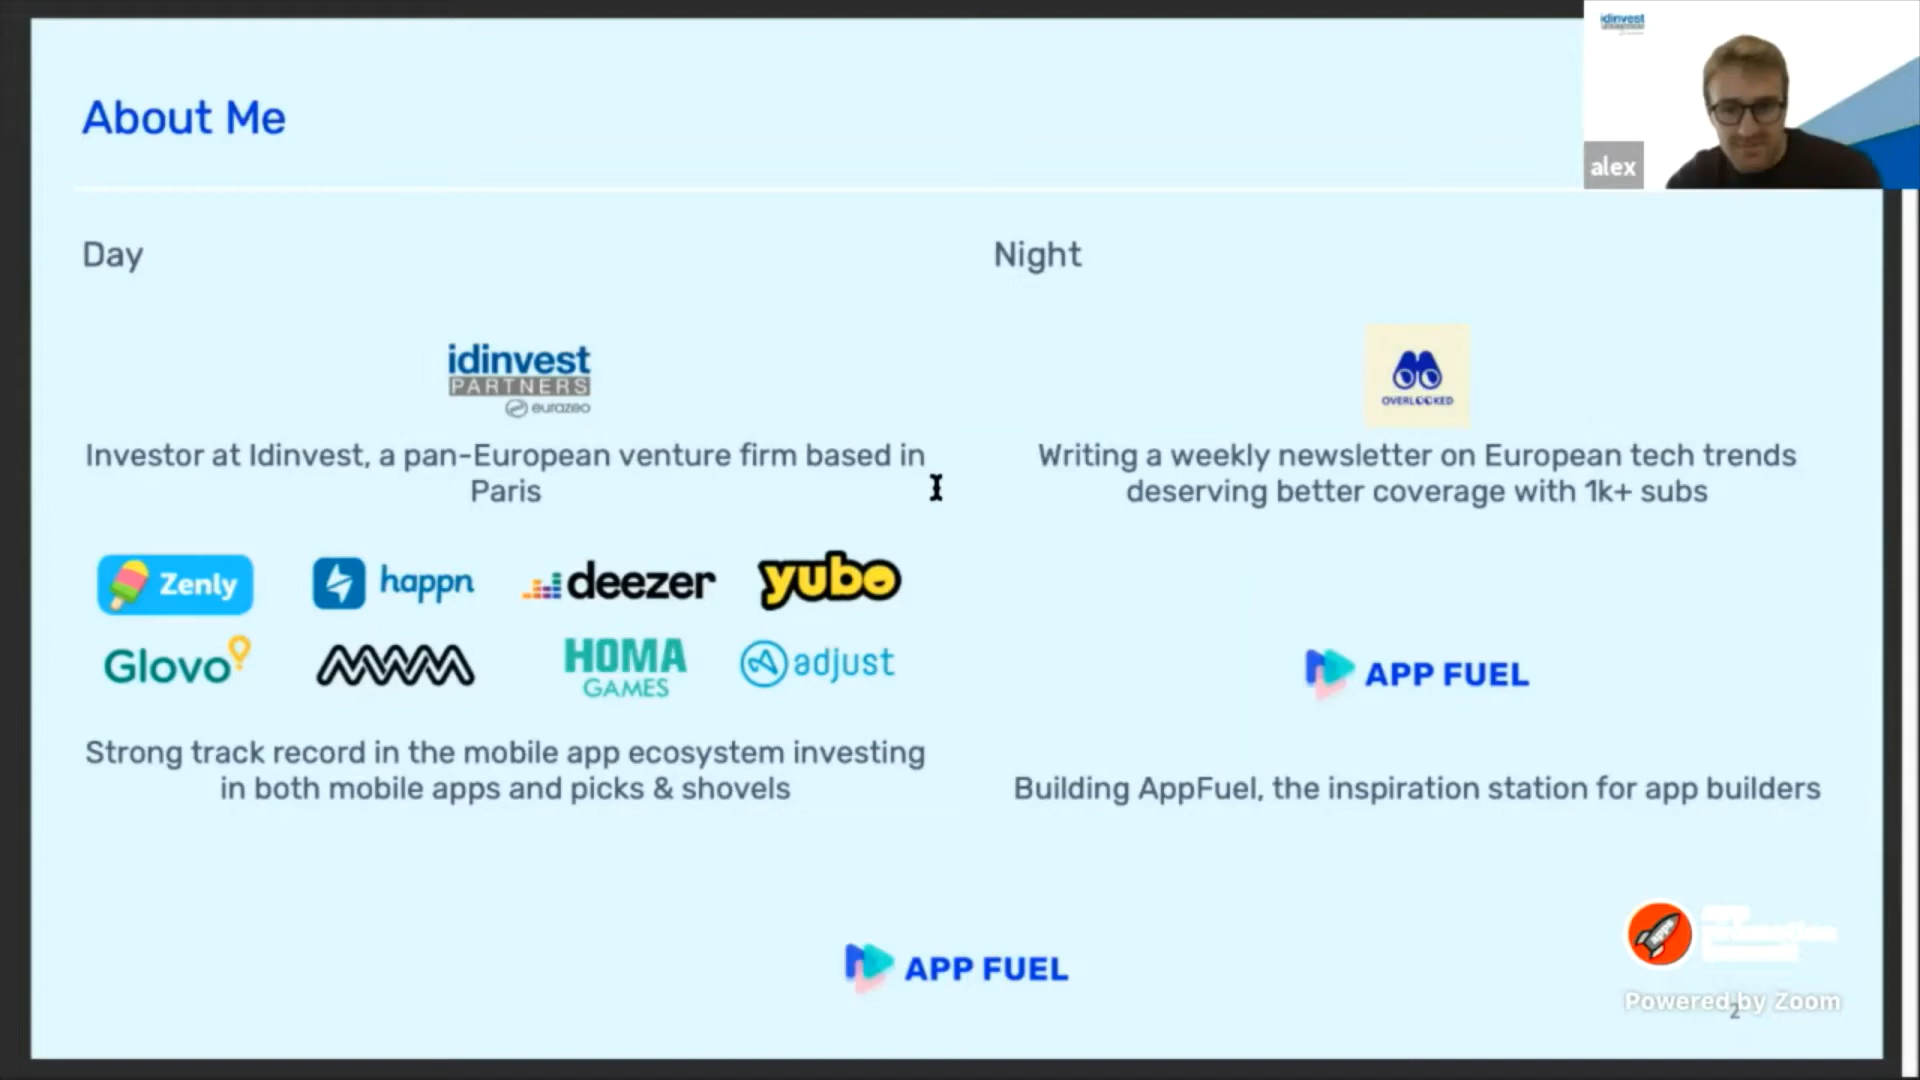 About Me
idinvest
alex
Day
Night
idinvest
PARTNERS
eurazeo
OVERLOOKED
Investor at Idinvest, a pan-European venture firm based in
Paris
Writing a weekly newsletter on European tech trends
deserving better coverage with 1k+ subs
Zenly
happn
deezer
yubo
Glovo
MWM
HOMA
GAMES
adjust
APP FUEL
Strong track record in the mobile app ecosystem investing
in both mobile apps and picks & shovels
Building AppFuel, the inspiration station for app builders
APP FUEL
Powered by Zoom
2